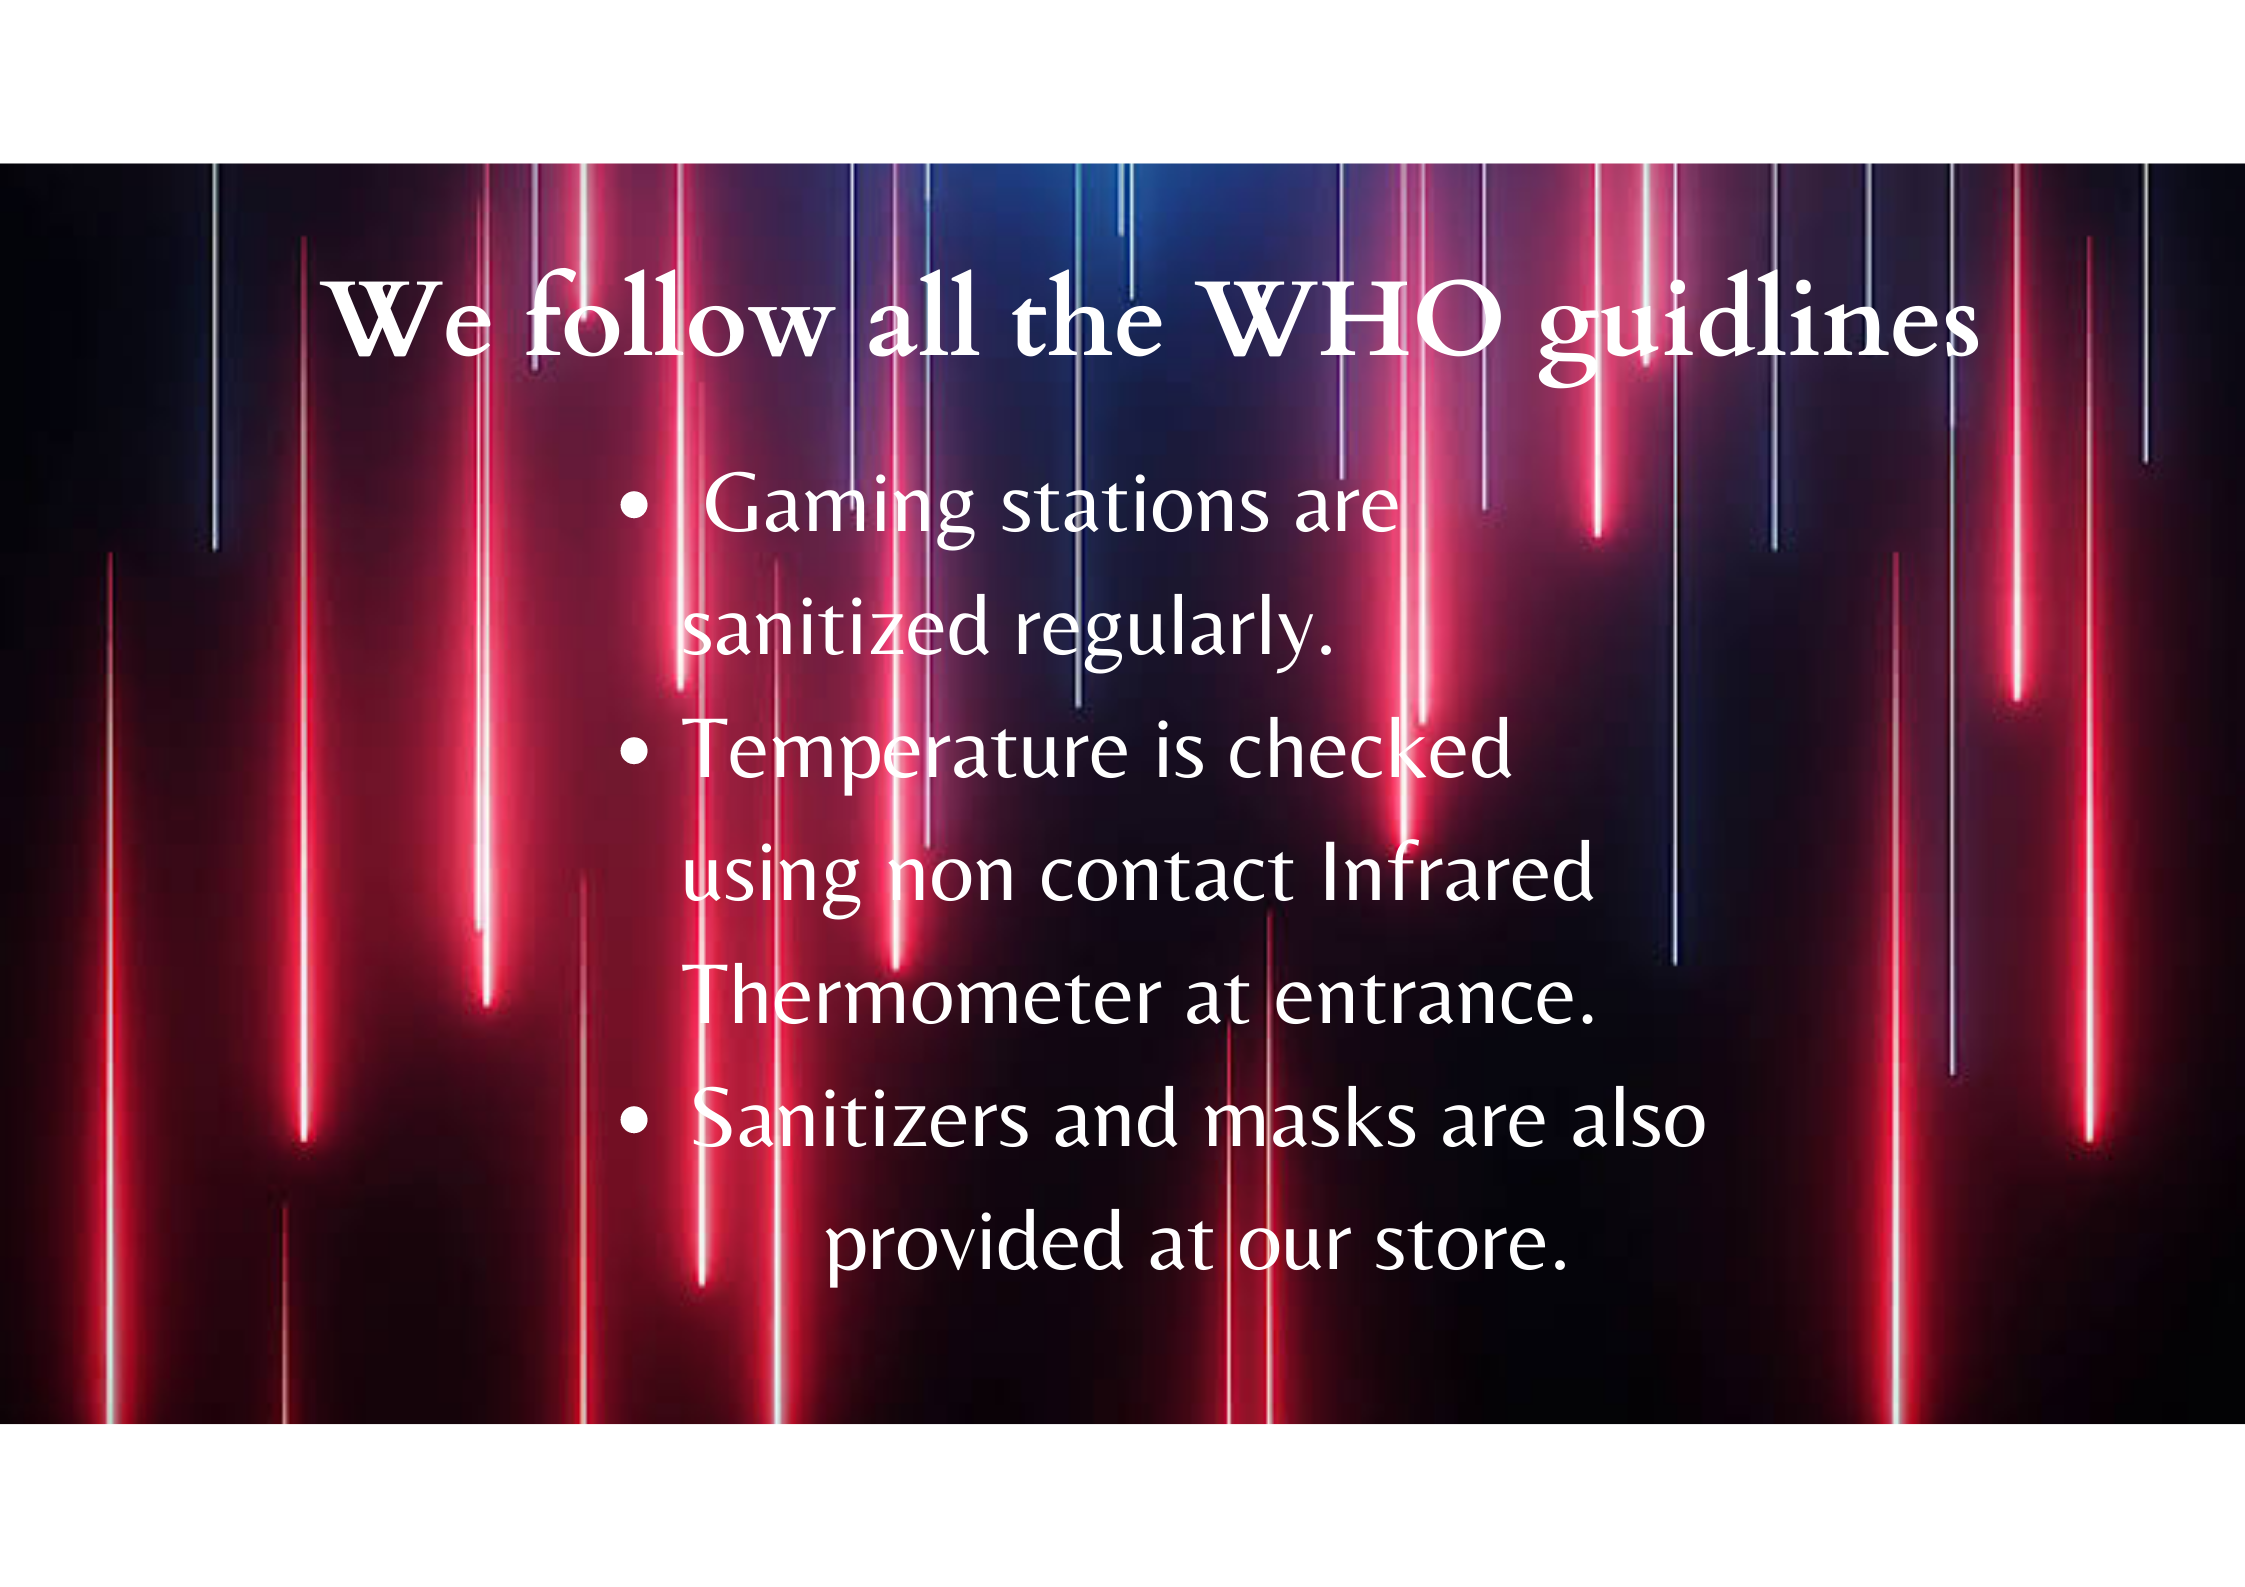 We follow all the WHO guidlines
• Gaming stations are
sanitized regularly.
• Temperature is checked
using non contact Infrared
Thermometer at entrance.
• Sanitizers and masks are also
provided at our store.